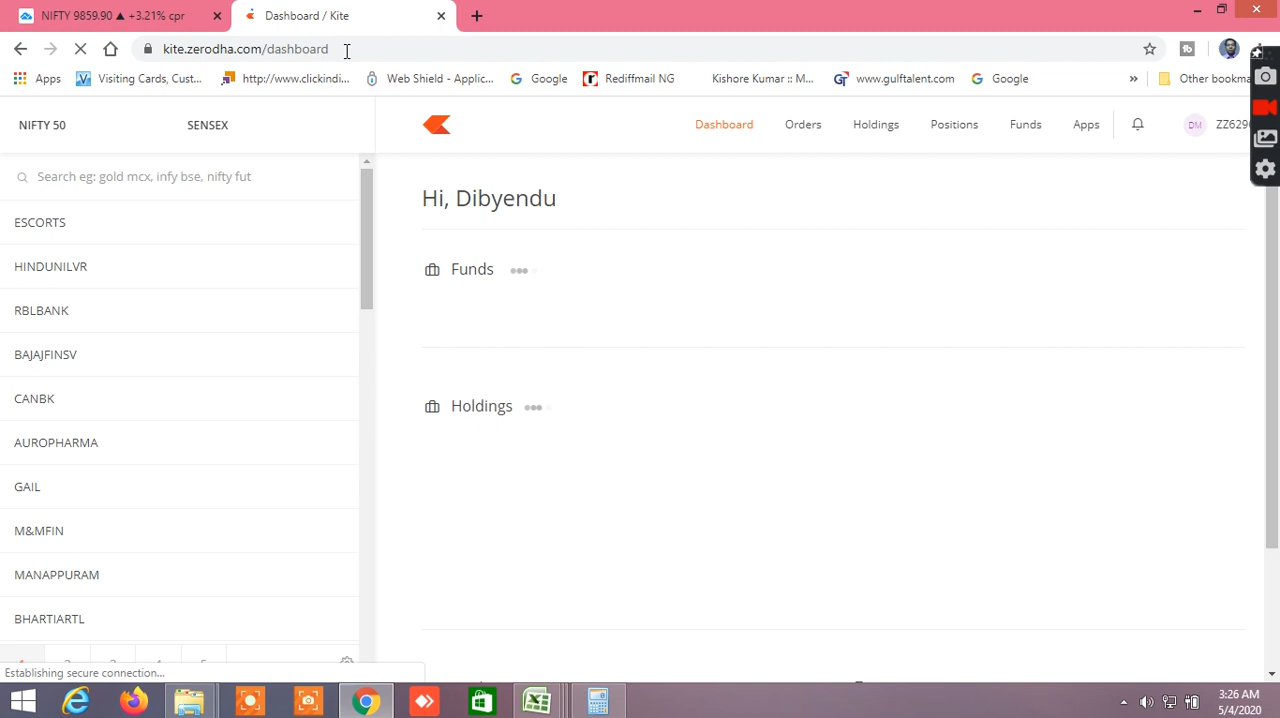 NIFTY 9859.90 ▲ +3.21% cpr
Dashboard / Kite
kite.zerodha.com/dashboard
Apps
Visiting Cards, Cust...
http://www.clickindi...
Web Shield - Applic...
Google
Rediffmail NG
Kishore Kumar :: M...
www.gulftalent.com
Google
»
Other bookma
NIFTY 50
SENSEX
Dashboard
Orders
Holdings
Positions
Funds
Apps
DM
ZZ629
Search eg: gold mcx, infy bse, nifty fut
Hi, Dibyendu
ESCORTS
HINDUNILVR
Funds
RBLBANK
BAJAJFINSV
CANBK
Holdings
AUROPHARMA
GAIL
M&MFIN
MANAPPURAM
BHARTIARTL
Establishing secure connection...
3:26 AM
5/4/2020